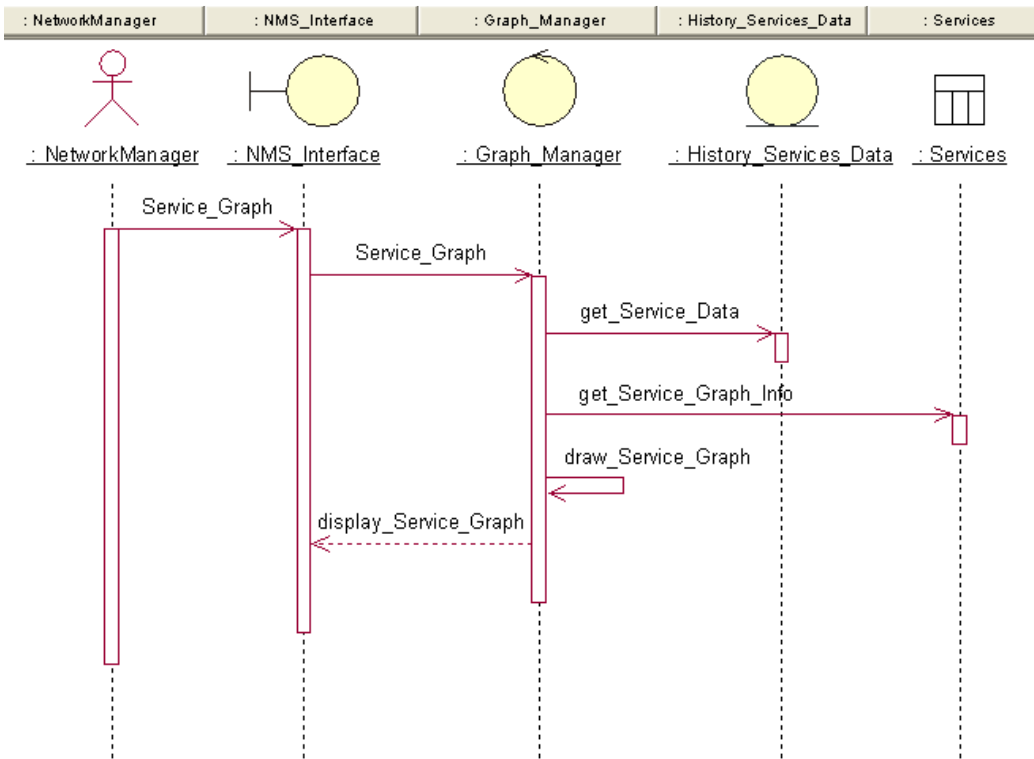 : NetworkManager : NMS_Interface : Graph_Manager : History_Services_Data : Services
: NetworkManager : NMS_Interface : Graph_Manager : History_Services_Data : Services
Service_Graph
Service_Graph
get_Service_Data
get_Service_Graph_Info
draw_Service_Graph
display_Service_Graph